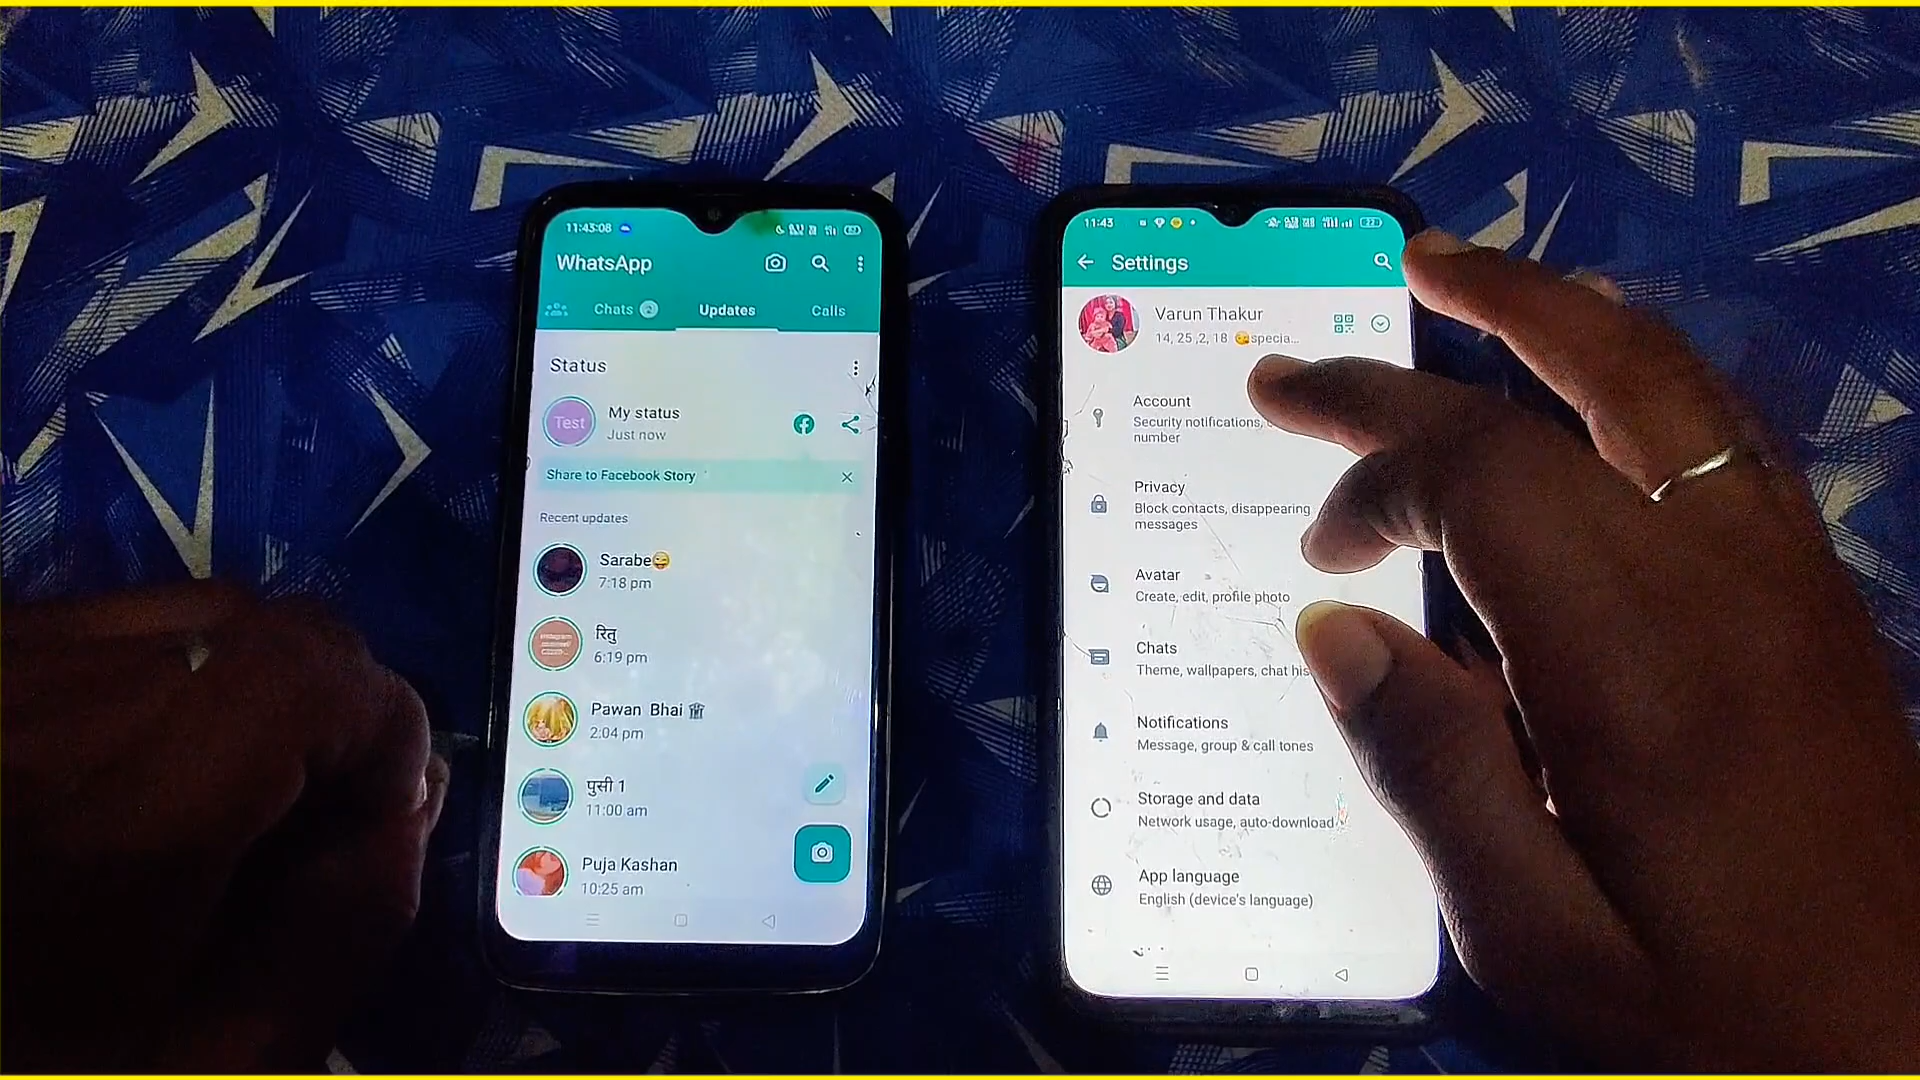 11:43:08
WhatsApp
Chats 2 Updates Calls
Status
Test
My status
Just now
Share to Facebook Story
Recent updates
Sarabe😜
7:18 pm
रितु
6:19 pm
Pawan Bhai
2:04 pm
पुसी 1
11:00 am
Puja Kashan
10:25 am
11:43
22
Settings
Varun Thakur
14, 25 ,2, 18 😘specia...
Account
Security notifications,
number
Privacy
Block contacts, disappearing
messages
Avatar
Create, edit, profile photo
Chats
Theme, wallpapers, chat his
Notifications
Message, group & call tones
Storage and data
Network usage, auto-download
App language
English (device's language)